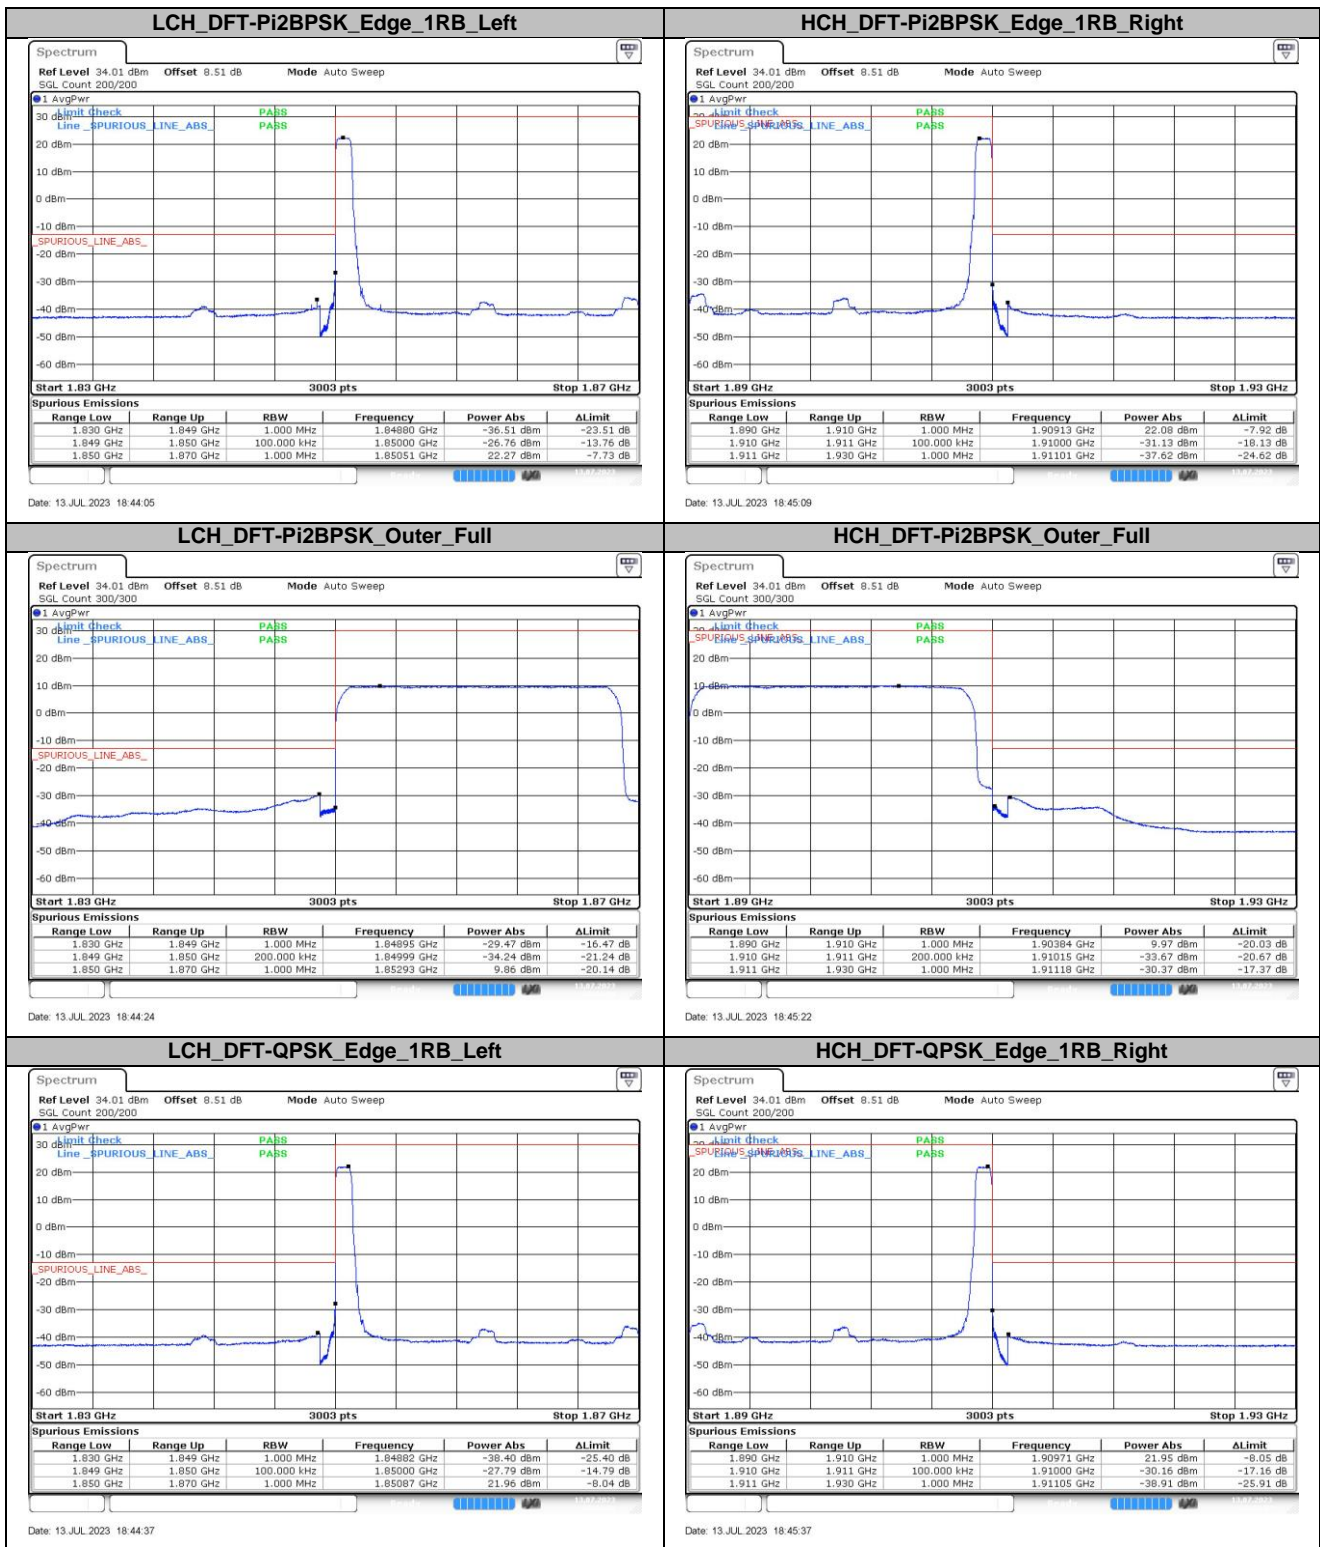 LCH_DFT-Pi2BPSK_Edge_1RB_Left
Spectrum
Ref Level 34.01 dBm Offset 8.51 dB Mode Auto Sweep
SGL Count 200/200
1 AvgPwr
30 dBm Limit Check PASS
Line _SPURIOUS_LINE_ABS_ PASS
20 dBm
10 dBm
0 dBm
-10 dBm
_SPURIOUS_LINE_ABS_
-20 dBm
-30 dBm
-40 dBm
-50 dBm
-60 dBm
Start 1.83 GHz 3003 pts Stop 1.87 GHz
Spurious Emissions
Range Low Range Up RBW Frequency Power Abs ΔLimit
1.830 GHz 1.849 GHz 1.000 MHz 1.84880 GHz -36.51 dBm -23.51 dB
1.849 GHz 1.850 GHz 100.000 kHz 1.85000 GHz -26.76 dBm -13.76 dB
1.850 GHz 1.870 GHz 1.000 MHz 1.85051 GHz 22.27 dBm -7.73 dB
Date: 13.JUL.2023 18:44:05
HCH_DFT-Pi2BPSK_Edge_1RB_Right
Spectrum
Ref Level 34.01 dBm Offset 8.51 dB Mode Auto Sweep
SGL Count 200/200
1 AvgPwr
Limit Check PASS
Line _SPURIOUS_LINE_ABS_ PASS
20 dBm
10 dBm
0 dBm
-10 dBm
-20 dBm
-30 dBm
-40 dBm
-50 dBm
-60 dBm
Start 1.89 GHz 3003 pts Stop 1.93 GHz
Spurious Emissions
Range Low Range Up RBW Frequency Power Abs ΔLimit
1.890 GHz 1.910 GHz 1.000 MHz 1.90913 GHz 22.08 dBm -7.92 dB
1.910 GHz 1.911 GHz 100.000 kHz 1.91000 GHz -31.13 dBm -18.13 dB
1.911 GHz 1.930 GHz 1.000 MHz 1.91101 GHz -37.62 dBm -24.62 dB
Date: 13.JUL.2023 18:45:09
LCH_DFT-Pi2BPSK_Outer_Full
Spectrum
Ref Level 34.01 dBm Offset 8.51 dB Mode Auto Sweep
SGL Count 300/300
1 AvgPwr
30 dBm Limit Check PASS
Line _SPURIOUS_LINE_ABS_ PASS
20 dBm
10 dBm
0 dBm
-10 dBm
_SPURIOUS_LINE_ABS_
-20 dBm
-30 dBm
-40 dBm
-50 dBm
-60 dBm
Start 1.83 GHz 3003 pts Stop 1.87 GHz
Spurious Emissions
Range Low Range Up RBW Frequency Power Abs ΔLimit
1.830 GHz 1.849 GHz 1.000 MHz 1.84895 GHz -29.47 dBm -16.47 dB
1.849 GHz 1.850 GHz 200.000 kHz 1.84999 GHz -34.24 dBm -21.24 dB
1.850 GHz 1.870 GHz 1.000 MHz 1.85293 GHz 9.86 dBm -20.14 dB
Date: 13.JUL.2023 18:44:24
HCH_DFT-Pi2BPSK_Outer_Full
Spectrum
Ref Level 34.01 dBm Offset 8.51 dB Mode Auto Sweep
SGL Count 300/300
1 AvgPwr
Limit Check PASS
Line _SPURIOUS_LINE_ABS_ PASS
20 dBm
10 dBm
0 dBm
-10 dBm
-20 dBm
-30 dBm
-40 dBm
-50 dBm
-60 dBm
Start 1.89 GHz 3003 pts Stop 1.93 GHz
Spurious Emissions
Range Low Range Up RBW Frequency Power Abs ΔLimit
1.890 GHz 1.910 GHz 1.000 MHz 1.90384 GHz 9.97 dBm -20.03 dB
1.910 GHz 1.911 GHz 200.000 kHz 1.91015 GHz -33.67 dBm -20.67 dB
1.911 GHz 1.930 GHz 1.000 MHz 1.91118 GHz -30.37 dBm -17.37 dB
Date: 13.JUL.2023 18:45:22
LCH_DFT-QPSK_Edge_1RB_Left
Spectrum
Ref Level 34.01 dBm Offset 8.51 dB Mode Auto Sweep
SGL Count 200/200
1 AvgPwr
30 dBm Limit Check PASS
Line _SPURIOUS_LINE_ABS_ PASS
20 dBm
10 dBm
0 dBm
-10 dBm
_SPURIOUS_LINE_ABS_
-20 dBm
-30 dBm
-40 dBm
-50 dBm
-60 dBm
Start 1.83 GHz 3003 pts Stop 1.87 GHz
Spurious Emissions
Range Low Range Up RBW Frequency Power Abs ΔLimit
1.830 GHz 1.849 GHz 1.000 MHz 1.84882 GHz -38.40 dBm -25.40 dB
1.849 GHz 1.850 GHz 100.000 kHz 1.85000 GHz -27.79 dBm -14.79 dB
1.850 GHz 1.870 GHz 1.000 MHz 1.85087 GHz 21.96 dBm -8.04 dB
Date: 13.JUL.2023 18:44:37
HCH_DFT-QPSK_Edge_1RB_Right
Spectrum
Ref Level 34.01 dBm Offset 8.51 dB Mode Auto Sweep
SGL Count 200/200
1 AvgPwr
Limit Check PASS
Line _SPURIOUS_LINE_ABS_ PASS
20 dBm
10 dBm
0 dBm
-10 dBm
-20 dBm
-30 dBm
-40 dBm
-50 dBm
-60 dBm
Start 1.89 GHz 3003 pts Stop 1.93 GHz
Spurious Emissions
Range Low Range Up RBW Frequency Power Abs ΔLimit
1.890 GHz 1.910 GHz 1.000 MHz 1.90971 GHz 21.95 dBm -8.05 dB
1.910 GHz 1.911 GHz 100.000 kHz 1.91000 GHz -30.16 dBm -17.16 dB
1.911 GHz 1.930 GHz 1.000 MHz 1.91105 GHz -38.91 dBm -25.91 dB
Date: 13.JUL.2023 18:45:37